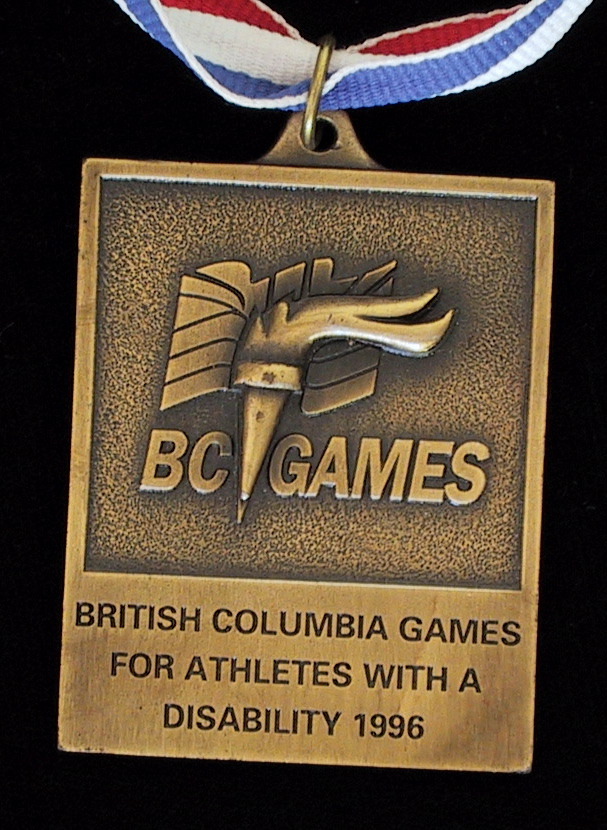 BC GAMES
BRITISH COLUMBIA GAMES
FOR ATHLETES WITH A
DISABILITY 1996